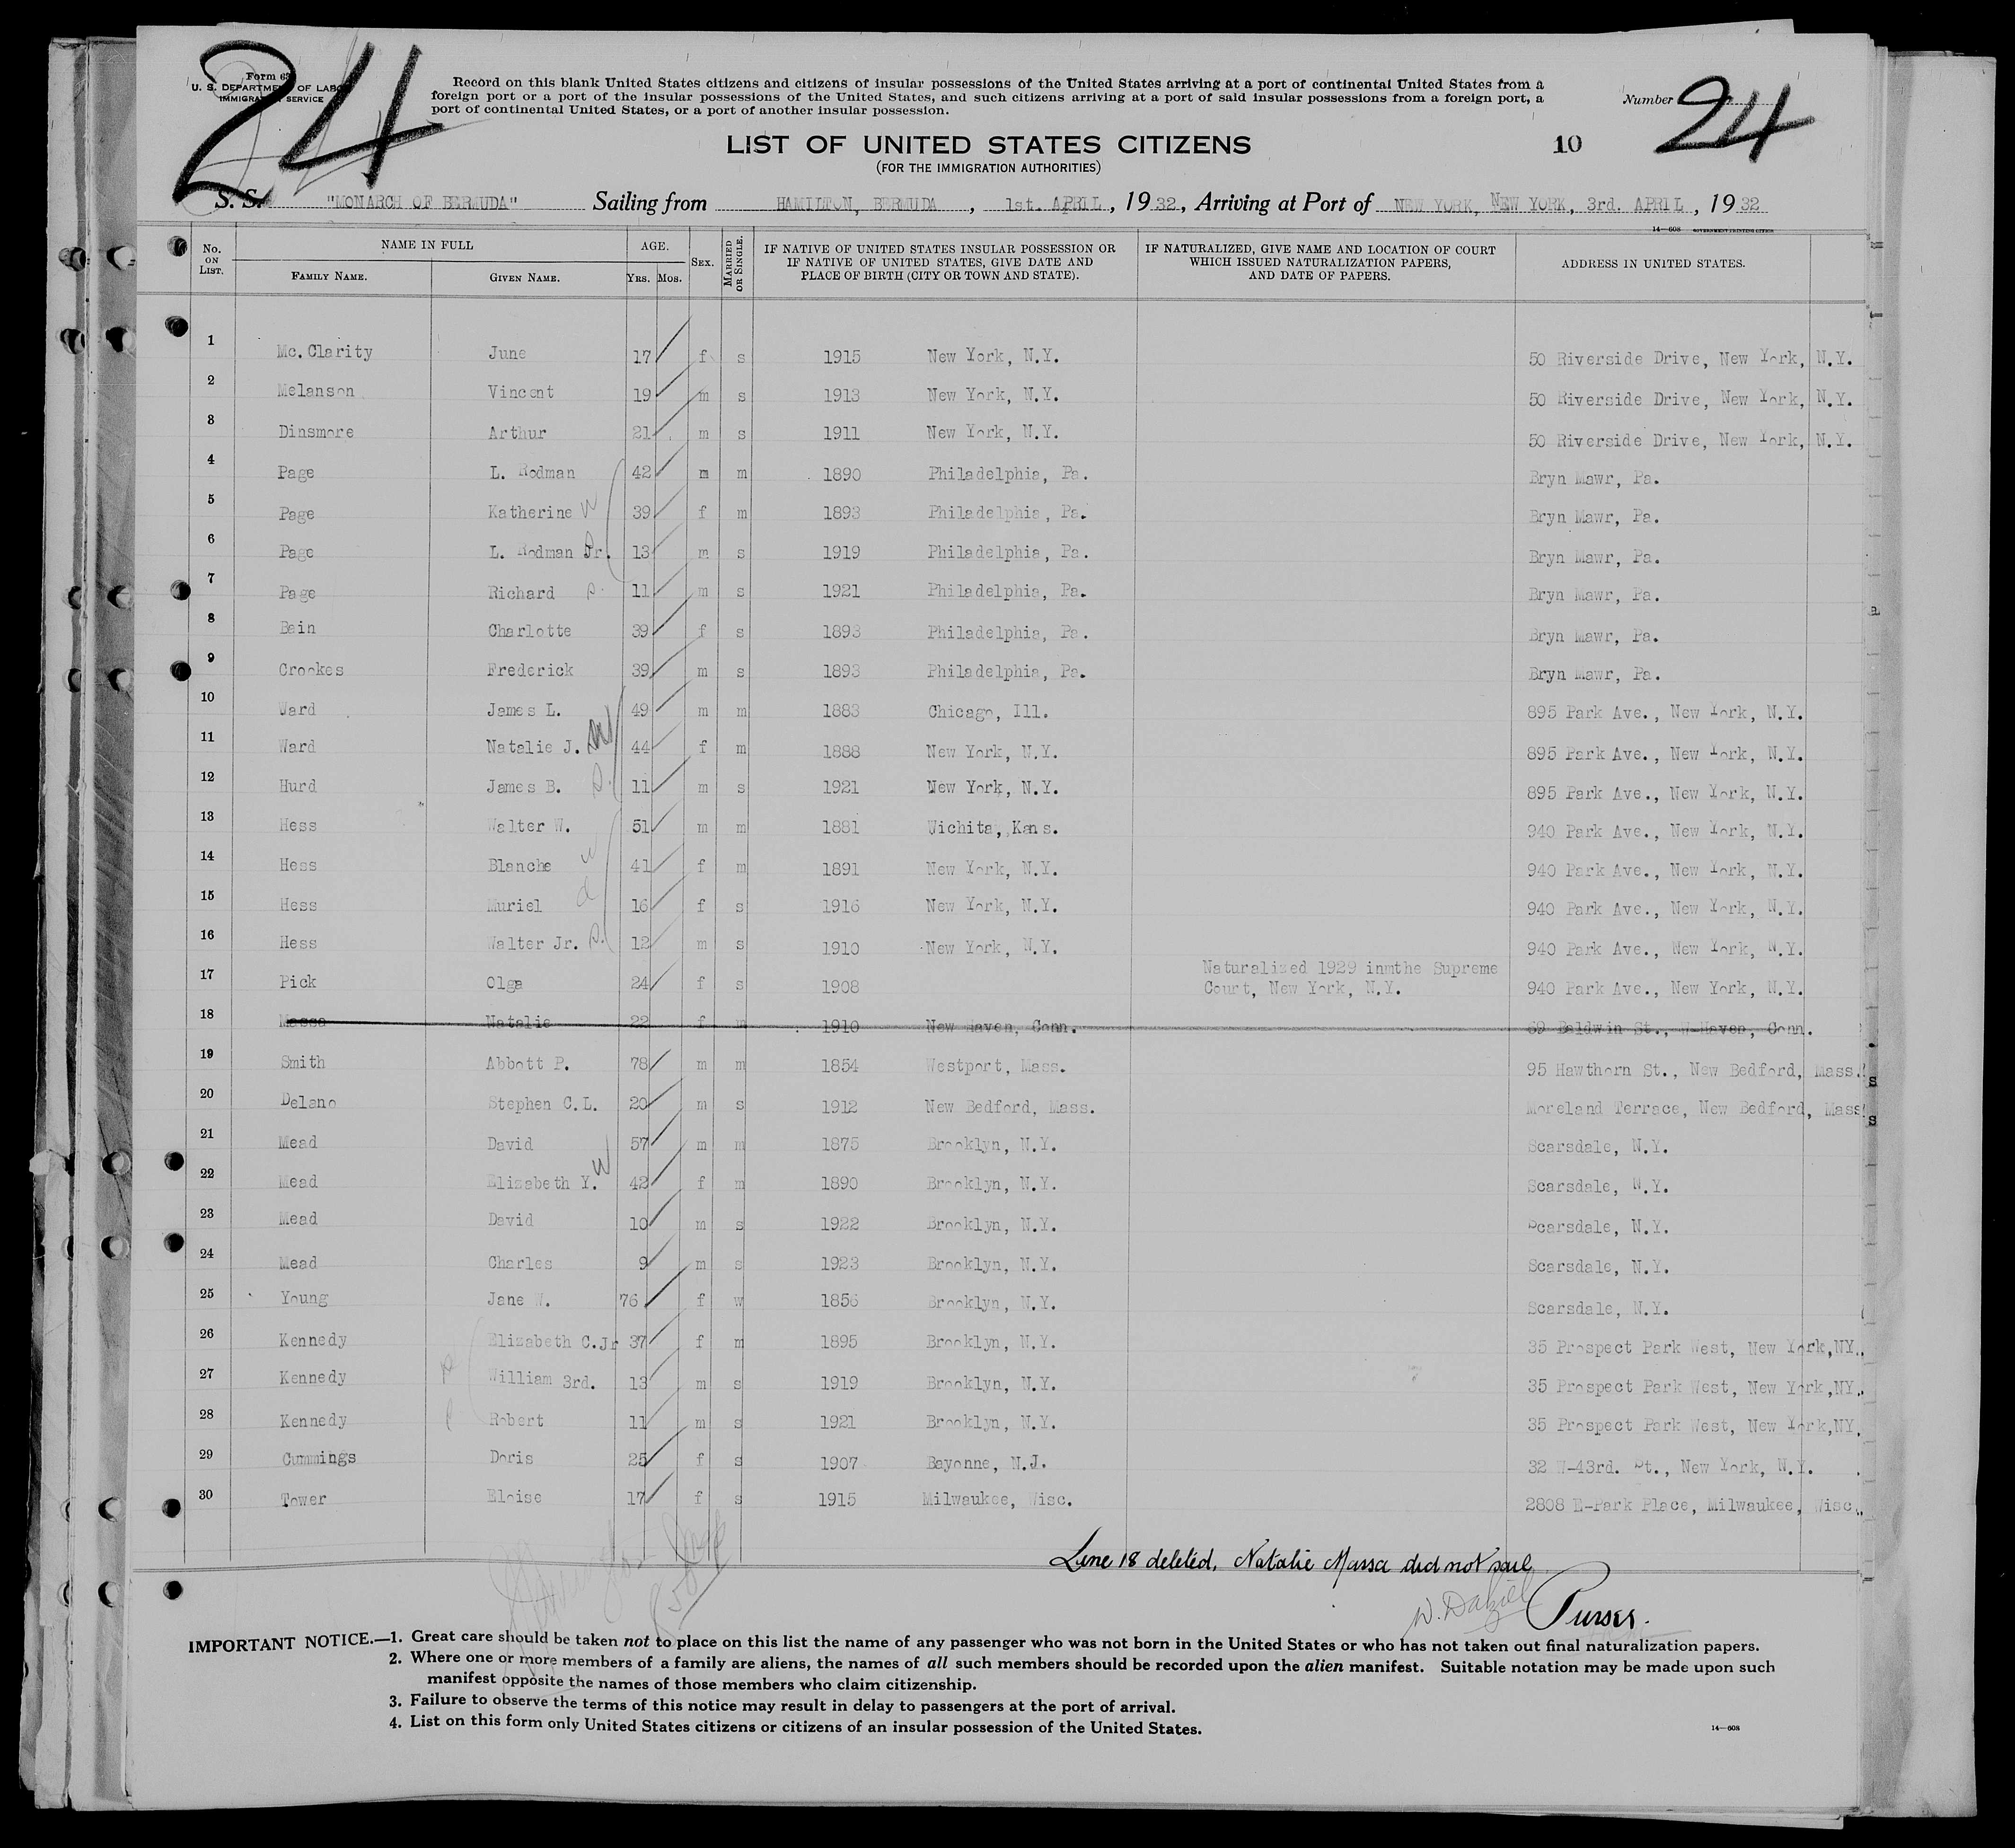 24
Form 63
U. S. DEPARTMENT OF LABOR
IMMIGRATION SERVICE
Record on this blank United States citizens and citizens of insular possessions of the United States arriving at a port of continental United States from a
foreign port or a port of the insular possessions of the United States, and such citizens arriving at a port of said insular possessions from a foreign port, a
port of continental United States, or a port of another insular possession.
Number 24
LIST OF UNITED STATES CITIZENS
10
(FOR THE IMMIGRATION AUTHORITIES)
S. S. "MONARCH OF BERMUDA" Sailing from HAMILTON, BERMUDA, 1st. APRIL, 1932, Arriving at Port of NEW YORK, NEW YORK, 3rd. APRIL, 1932
14—608 GOVERNMENT PRINTING OFFICE
No. ON LIST. NAME IN FULL AGE. SEX. MARRIED OR SINGLE. IF NATIVE OF UNITED STATES INSULAR POSSESSION OR IF NATIVE OF UNITED STATES, GIVE DATE AND PLACE OF BIRTH (CITY OR TOWN AND STATE). IF NATURALIZED, GIVE NAME AND LOCATION OF COURT WHICH ISSUED NATURALIZATION PAPERS, AND DATE OF PAPERS. ADDRESS IN UNITED STATES.
FAMILY NAME. GIVEN NAME. YRS. MOS.
1 Mc.Clarity June 17 f s 1915 New York, N.Y. 50 Riverside Drive, New York, N.Y.
2 Melanson Vincent 19 m s 1913 New York, N.Y. 50 Riverside Drive, New York, N.Y.
3 Dinsmore Arthur 21 m s 1911 New York, N.Y. 50 Riverside Drive, New York, N.Y.
4 Page L. Rodman 42 m m 1890 Philadelphia, Pa. Bryn Mawr, Pa.
5 Page Katherine W 39 f m 1893 Philadelphia, Pa. Bryn Mawr, Pa.
6 Page L. Rodman Jr. 13 m s 1919 Philadelphia, Pa. Bryn Mawr, Pa.
7 Page Richard s. 11 m s 1921 Philadelphia, Pa. Bryn Mawr, Pa.
8 Bain Charlotte 39 f s 1893 Philadelphia, Pa. Bryn Mawr, Pa.
9 Crookes Frederick 39 m s 1893 Philadelphia, Pa. Bryn Mawr, Pa.
10 Ward James L. 49 m m 1883 Chicago, Ill. 895 Park Ave., New York, N.Y.
11 Ward Natalie J. W 44 f m 1888 New York, N.Y. 895 Park Ave., New York, N.Y.
12 Hurd James B. s. 11 m s 1921 New York, N.Y. 895 Park Ave., New York, N.Y.
13 Hess Walter W. 51 m m 1881 Wichita, Kans. 940 Park Ave., New York, N.Y.
14 Hess Blanche w 41 f m 1891 New York, N.Y. 940 Park Ave., New York, N.Y.
15 Hess Muriel d 16 f s 1916 New York, N.Y. 940 Park Ave., New York, N.Y.
16 Hess Walter Jr. s. 12 m s 1910 New York, N.Y. 940 Park Ave., New York, N.Y.
17 Pick Olga 24 f s 1908 Naturalized 1929 inmthe Supreme Court, New York, N.Y. 940 Park Ave., New York, N.Y.
18 Massa Natalie 22 f m 1910 New Haven, Conn. 69 Baldwin St., W-Haven, Conn.
19 Smith Abbott P. 78 m m 1854 Westport, Mass. 95 Hawthorn St., New Bedford, Mass.
20 Delano Stephen C.L. 20 m s 1912 New Bedford, Mass. Moreland Terrace, New Bedford, Mass
21 Mead David 57 m m 1875 Brooklyn, N.Y. Scarsdale, N.Y.
22 Mead Elizabeth Y. W 42 f m 1890 Brooklyn, N.Y. Scarsdale, N.Y.
23 Mead David 10 m s 1922 Brooklyn, N.Y. Scarsdale, N.Y.
24 Mead Charles 9 m s 1923 Brooklyn, N.Y. Scarsdale, N.Y.
25 Young Jane W. 76 f w 1856 Brooklyn, N.Y. Scarsdale, N.Y.
26 Kennedy Elizabeth C.Jr 37 f m 1895 Brooklyn, N.Y. 35 Prospect Park West, New York,NY.
27 Kennedy s William 3rd. 13 m s 1919 Brooklyn, N.Y. 35 Prospect Park West, New York,NY.
28 Kennedy Robert 11 m s 1921 Brooklyn, N.Y. 35 Prospect Park West, New York,NY.
29 Cummings Doris 25 f s 1907 Bayonne, N.J. 32 W-43rd. St., New York, N.Y.
30 Tower Eloise 17 f s 1915 Milwaukee, Wisc. 2808 E-Park Place, Milwaukee, Wisc.
Line 18 deleted, Natalie Massa did not sail
W. Dalziel Purser.
IMPORTANT NOTICE.—1. Great care should be taken not to place on this list the name of any passenger who was not born in the United States or who has not taken out final naturalization papers.
2. Where one or more members of a family are aliens, the names of all such members should be recorded upon the alien manifest. Suitable notation may be made upon such
manifest opposite the names of those members who claim citizenship.
3. Failure to observe the terms of this notice may result in delay to passengers at the port of arrival.
4. List on this form only United States citizens or citizens of an insular possession of the United States.
14—608